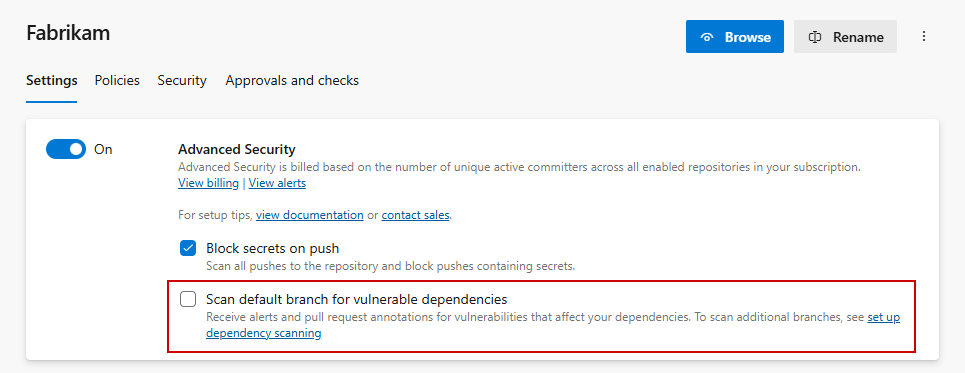 Fabrikam
Browse
Rename
Settings
Policies
Security
Approvals and checks
On
Advanced Security
Advanced Security is billed based on the number of unique active committers across all enabled repositories in your subscription.
View billing | View alerts
For setup tips, view documentation or contact sales.
Block secrets on push
Scan all pushes to the repository and block pushes containing secrets.
Scan default branch for vulnerable dependencies
Receive alerts and pull request annotations for vulnerabilities that affect your dependencies. To scan additional branches, see set up
dependency scanning